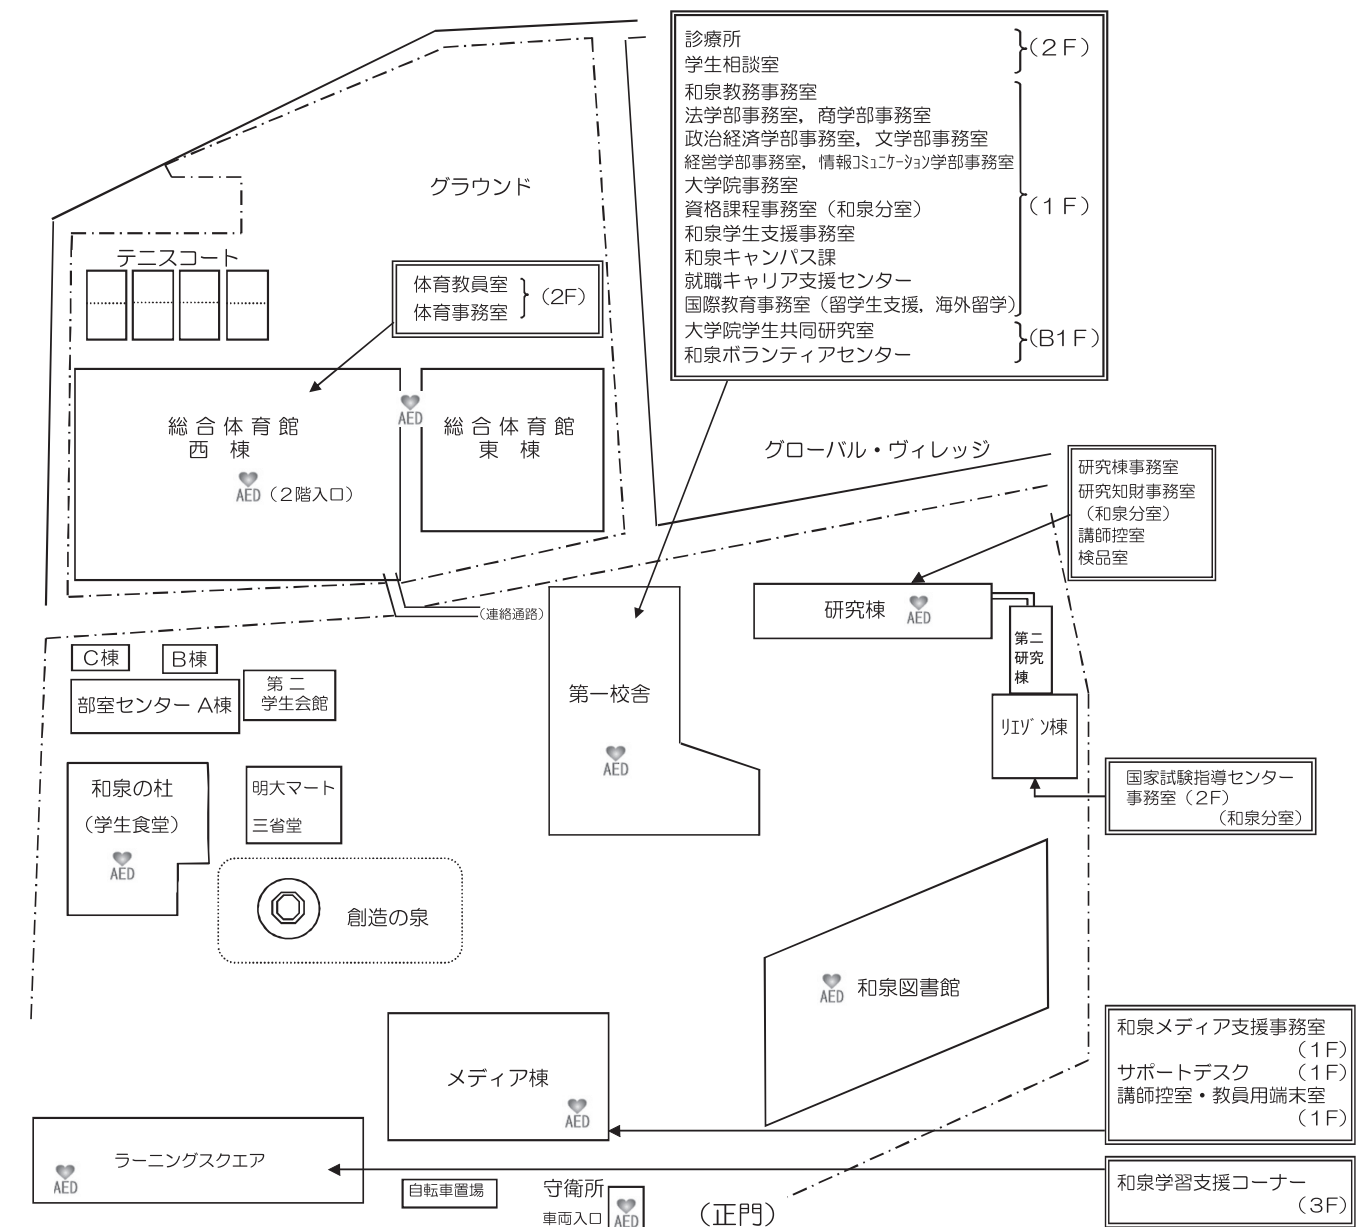 診療所
学生相談室
(2F)
和泉教務事務室
法学部事務室，商学部事務室
政治経済学部事務室，文学部事務室
経営学部事務室，情報ｺﾐｭﾆｹｰｼｮﾝ学部事務室
大学院事務室
資格課程事務室（和泉分室）
和泉学生支援事務室
和泉キャンパス課
就職キャリア支援センター
国際教育事務室（留学生支援，海外留学）
(1F)
大学院学生共同研究室
和泉ボランティアセンター
(B1F)
グラウンド
テニスコート
体育教員室
体育事務室
(2F)
総合体育館
西棟
AED（2階入口）
AED
総合体育館
東棟
グローバル・ヴィレッジ
研究棟事務室
研究知財事務室
（和泉分室）
講師控室
検品室
（連絡通路）
研究棟
AED
第二
研究
棟
リエゾン棟
C棟
B棟
部室センター A棟
第二
学生会館
第一校舎
AED
国家試験指導センター
事務室（2F）
（和泉分室）
和泉の杜
（学生食堂）
AED
明大マート
三省堂
創造の泉
AED
和泉図書館
メディア棟
AED
和泉メディア支援事務室
（1F）
サポートデスク （1F）
講師控室・教員用端末室
（1F）
ラーニングスクエア
AED
和泉学習支援コーナー
（3F）
自転車置場
守衛所
車両入口
AED
（正門）